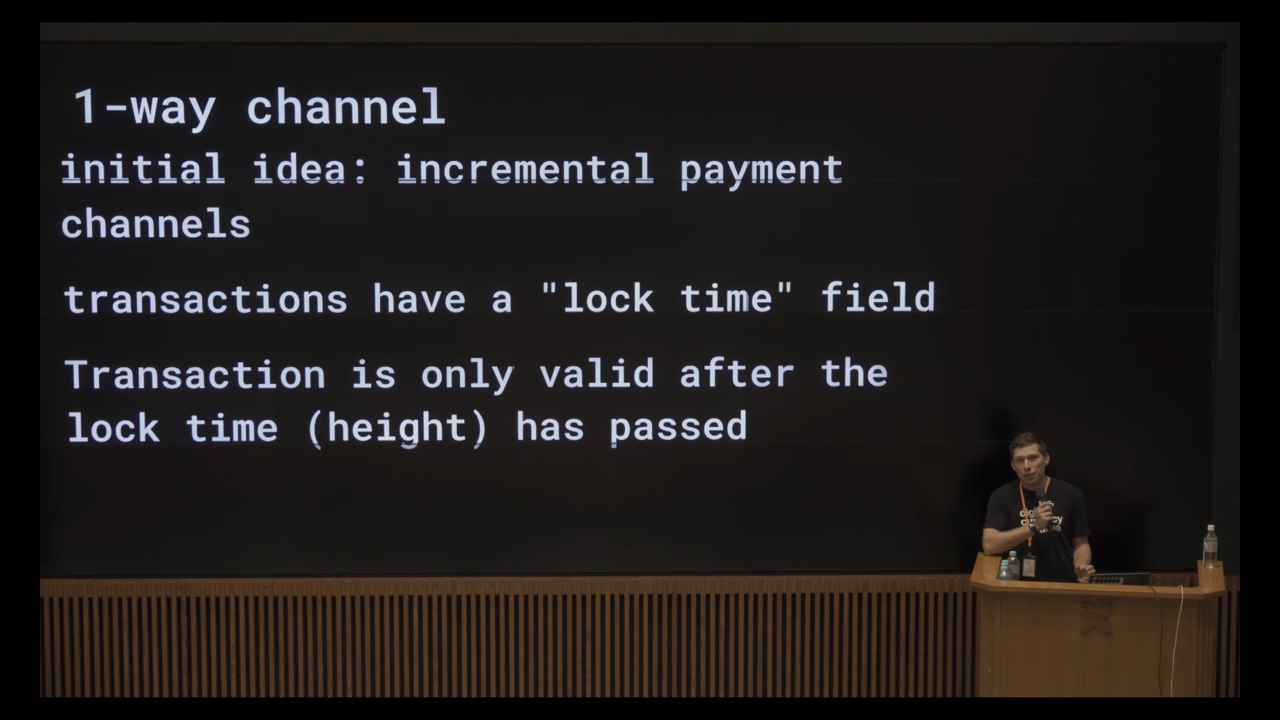 1-way channel
initial idea: incremental payment
channels
transactions have a "lock time" field
Transaction is only valid after the
lock time (height) has passed